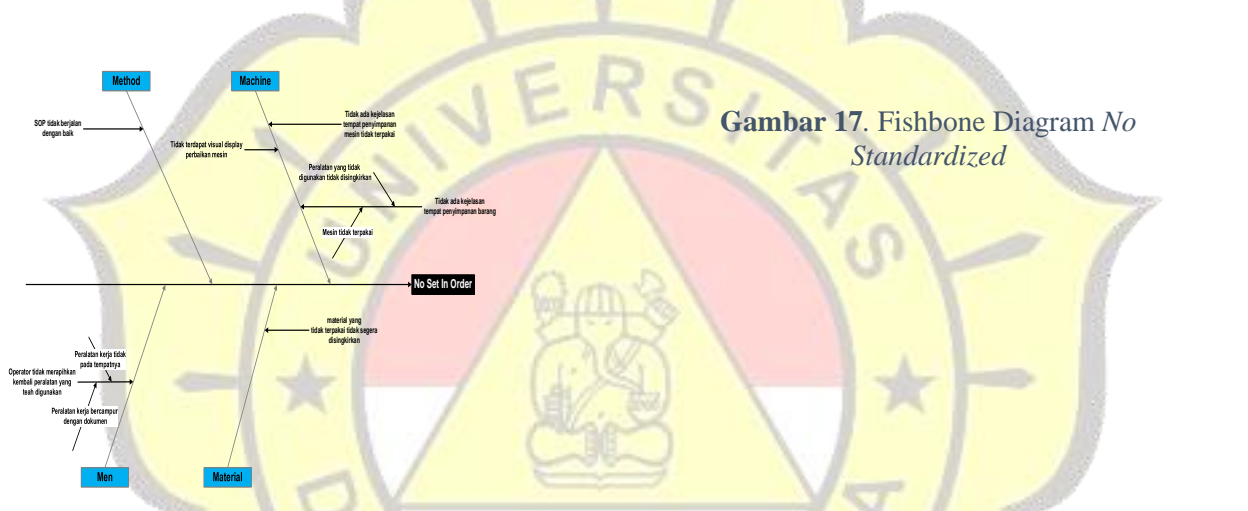 Method
Machine
SOP tidak berjalan
dengan baik
Tidak ada kejelasan
tempat penyimpanan
mesin tidak terpakai
Tidak terdapat visual display
perbaikan mesin
Peralatan yang tidak
digunakan tidak disingkirkan
Tidak ada kejelasan
tempat penyimpanan barang
Mesin tidak terpakai
No Set In Order
material yang
tidak terpakai tidak segera
disingkirkan
Peralatan kerja tidak
pada tempatnya
Operator tidak merapihkan
kembali peralatan yang
teah digunakan
Peralatan kerja bercampur
dengan dokumen
Men
Material
Gambar 17. Fishbone Diagram No
Standardized
UNIVERSITAS